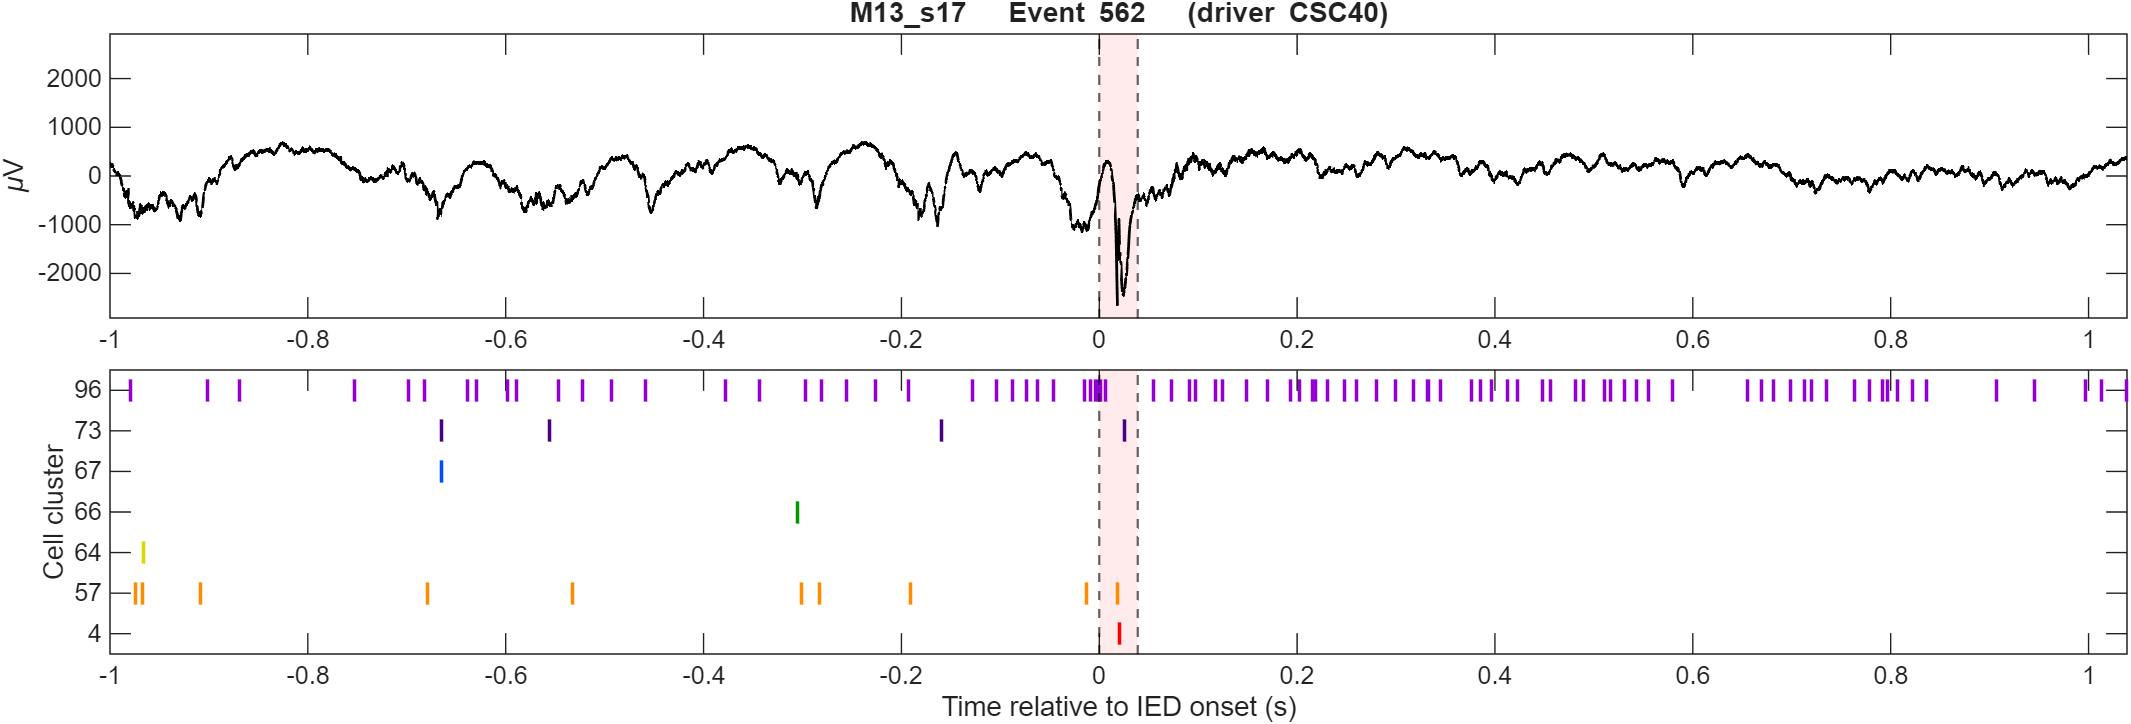 M13_s17 Event 562 (driver CSC40)
2000
1000
0
-1000
-2000
µV
-1 -0.8 -0.6 -0.4 -0.2 0 0.2 0.4 0.6 0.8 1
96
73
67
66
64
57
4
Cell cluster
-1 -0.8 -0.6 -0.4 -0.2 0 0.2 0.4 0.6 0.8 1
Time relative to IED onset (s)